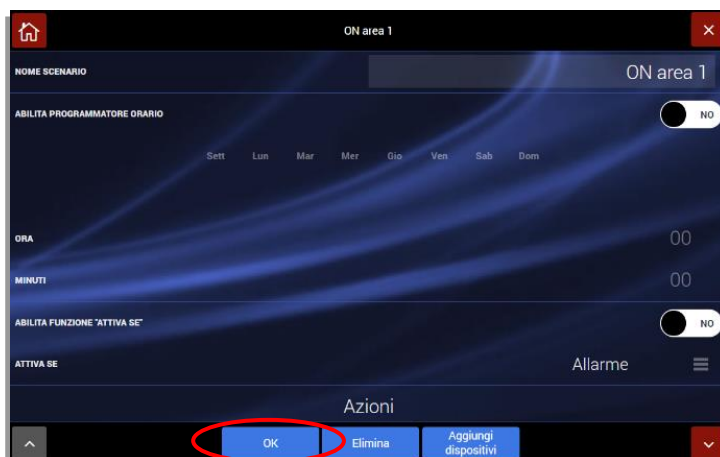 ON area 1
NOME SCENARIO
ON area 1
ABILITA PROGRAMMATORE ORARIO
NO
Sett Lun Mar Mer Gio Ven Sab Dom
ORA
00
MINUTI
00
ABILITA FUNZIONE "ATTIVA SE"
NO
ATTIVA SE
Allarme
Azioni
OK
Elimina
Aggiungi
dispositivi